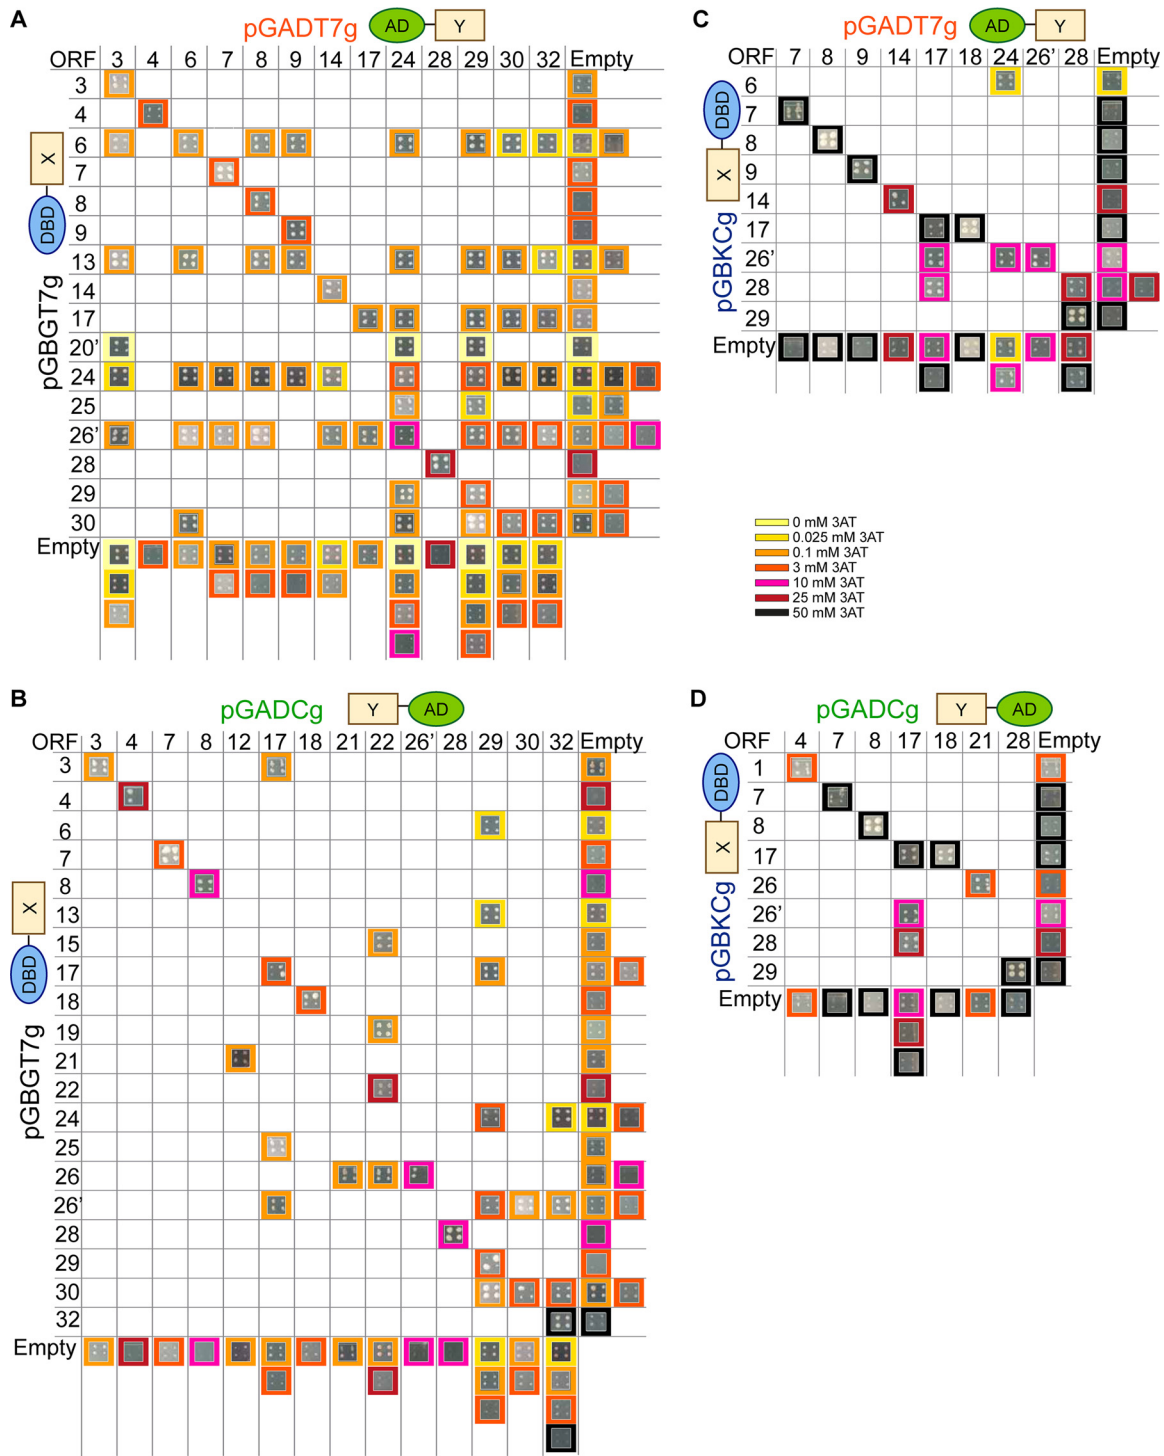 A
pGADT7g AD Y
ORF 3 4 6 7 8 9 14 17 24 28 29 30 32 Empty
X
DBD
pGBGT7g
3
4
6
7
8
9
13
14
17
20'
24
25
26'
28
29
30
Empty
C
pGADT7g AD Y
ORF 7 8 9 14 17 18 24 26' 28 Empty
DBD
X
pGBKCg
6
7
8
9
14
17
26'
28
29
Empty
0 mM 3AT
0.025 mM 3AT
0.1 mM 3AT
3 mM 3AT
10 mM 3AT
25 mM 3AT
50 mM 3AT
B
pGADCg Y AD
ORF 3 4 7 8 12 17 18 21 22 26' 28 29 30 32 Empty
X
DBD
pGBGT7g
3
4
6
7
8
13
15
17
18
19
21
22
24
25
26
26'
28
29
30
32
Empty
D
pGADCg Y AD
ORF 4 7 8 17 18 21 28 Empty
DBD
X
pGBKCg
1
7
8
17
26
26'
28
29
Empty